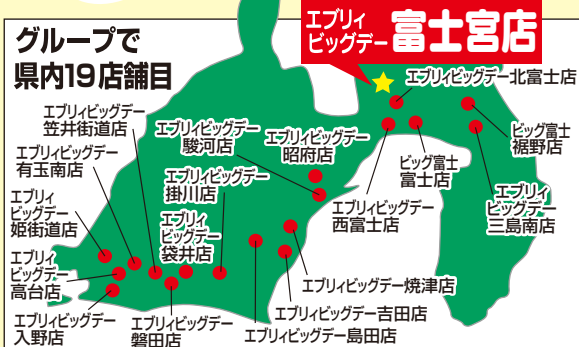 エブリィ
ビッグデー 富士宮店
グループで
県内19店舗目
エブリィビッグデー北富士店
エブリィビッグデー
笠井街道店
エブリィビッグデー
駿河店
エブリィビッグデー
昭府店
ビッグ富士
裾野店
エブリィビッグデー
有玉南店
エブリィビッグデー
掛川店
ビッグ富士
富士店
エブリィ
ビッグデー
姫街道店
エブリィ
ビッグデー
袋井店
エブリィビッグデー
西富士店
エブリィ
ビッグデー
三島南店
エブリィ
ビッグデー
高台店
エブリィビッグデー焼津店
エブリィビッグデー
入野店
エブリィビッグデー
磐田店
エブリィビッグデー吉田店
エブリィビッグデー島田店